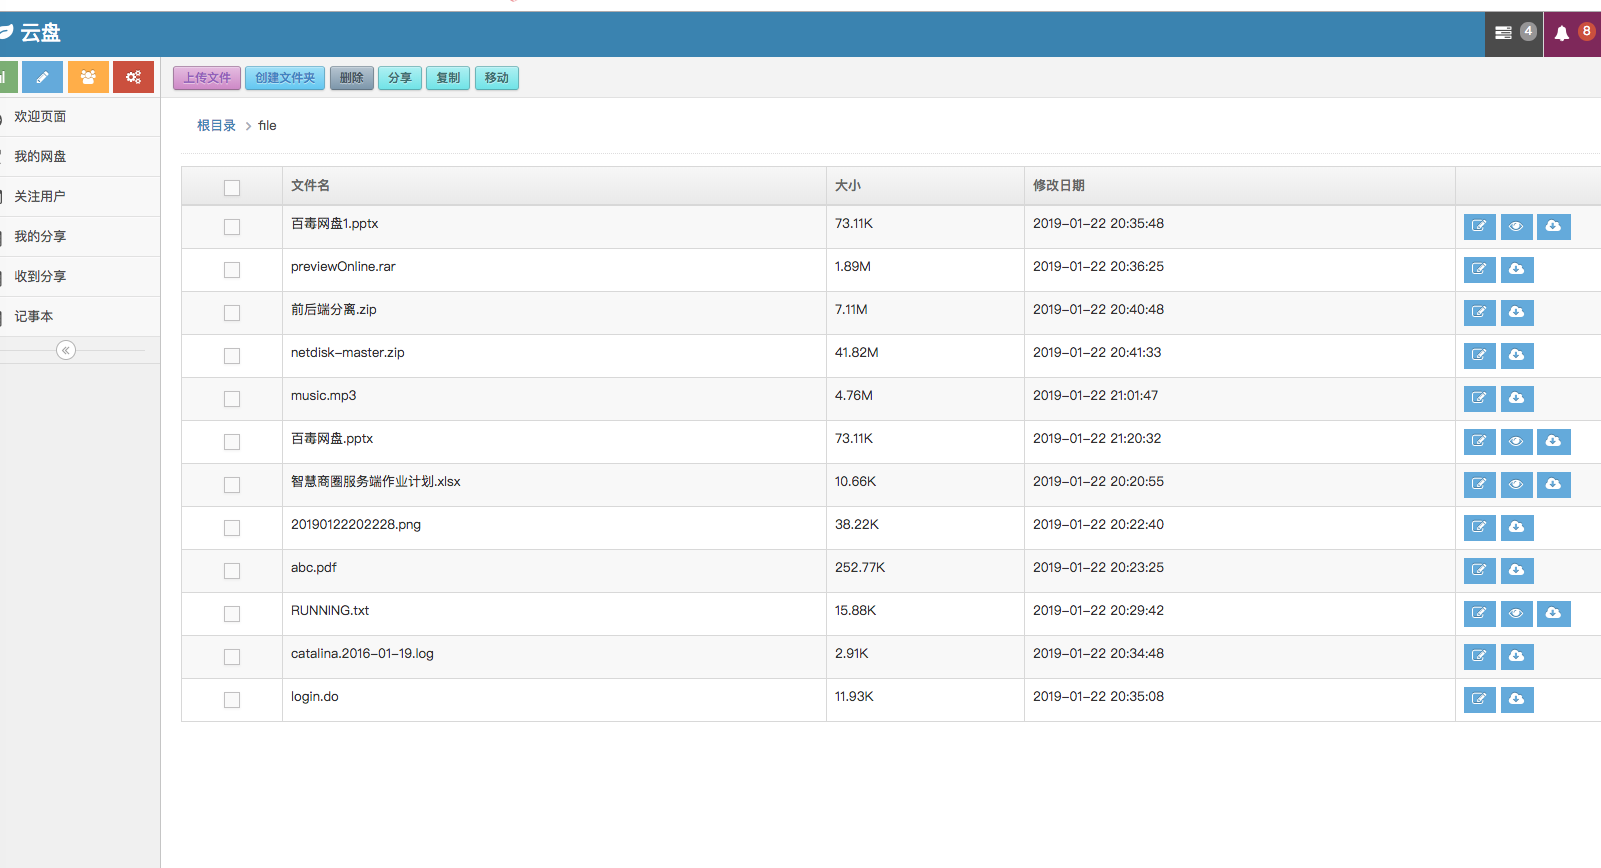 云盘
4
8
上传文件 创建文件夹 删除 分享 复制 移动
欢迎页面
我的网盘
关注用户
我的分享
收到分享
记事本
根目录 > file
文件名 大小 修改日期
百毒网盘1.pptx 73.11K 2019-01-22 20:35:48
previewOnline.rar 1.89M 2019-01-22 20:36:25
前后端分离.zip 7.11M 2019-01-22 20:40:48
netdisk-master.zip 41.82M 2019-01-22 20:41:33
music.mp3 4.76M 2019-01-22 21:01:47
百毒网盘.pptx 73.11K 2019-01-22 21:20:32
智慧商圈服务端作业计划.xlsx 10.66K 2019-01-22 20:20:55
20190122202228.png 38.22K 2019-01-22 20:22:40
abc.pdf 252.77K 2019-01-22 20:23:25
RUNNING.txt 15.88K 2019-01-22 20:29:42
catalina.2016-01-19.log 2.91K 2019-01-22 20:34:48
login.do 11.93K 2019-01-22 20:35:08